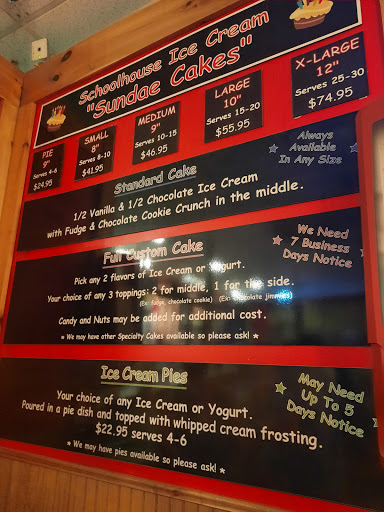 Schoolhouse Ice Cream
"Sundae Cakes"
PIE
9"
Serves 4-6
$24.95
SMALL
8"
Serves 8-10
$41.95
MEDIUM
9"
Serves 10-15
$46.95
LARGE
10"
Serves 15-20
$55.95
X-LARGE
12"
Serves 25-30
$74.95
Standard Cake
1/2 Vanilla & 1/2 Chocolate Ice Cream
with Fudge & Chocolate Cookie Crunch in the middle.
Always
Available
In Any Size
Full Custom Cake
Pick any 2 flavors of Ice Cream or Yogurt.
Your choice of any 3 toppings: 2 for middle, 1 for the side.
(Ex: fudge, chocolate cookie) (Ex: chocolate jimmies)
Candy and Nuts may be added for additional cost.
* We may have other Specialty Cakes available so please ask! *
We Need
7 Business
Days Notice
Ice Cream Pies
Your choice of any Ice Cream or Yogurt.
Poured in a pie dish and topped with whipped cream frosting.
$22.95 serves 4-6
* We may have pies available so please ask! *
May Need
Up To 5
Days Notice